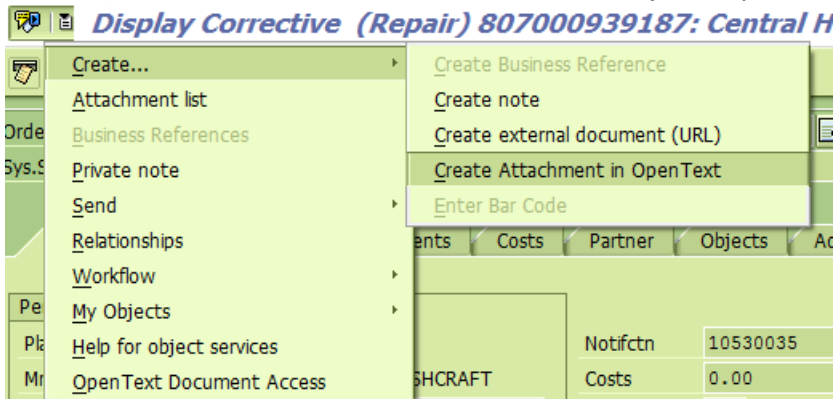 Display Corrective (Repair) 807000939187: Central H
Create...
Create Business Reference
Attachment list
Create note
Orde
Business References
Create external document (URL)
Sys.S
Private note
Create Attachment in OpenText
Send
Enter Bar Code
Relationships
ents Costs Partner Objects Ad
Workflow
Pe
My Objects
Pla
Help for object services
Notifctn 10530035
Mr
OpenText Document Access
SHCRAFT
Costs 0.00